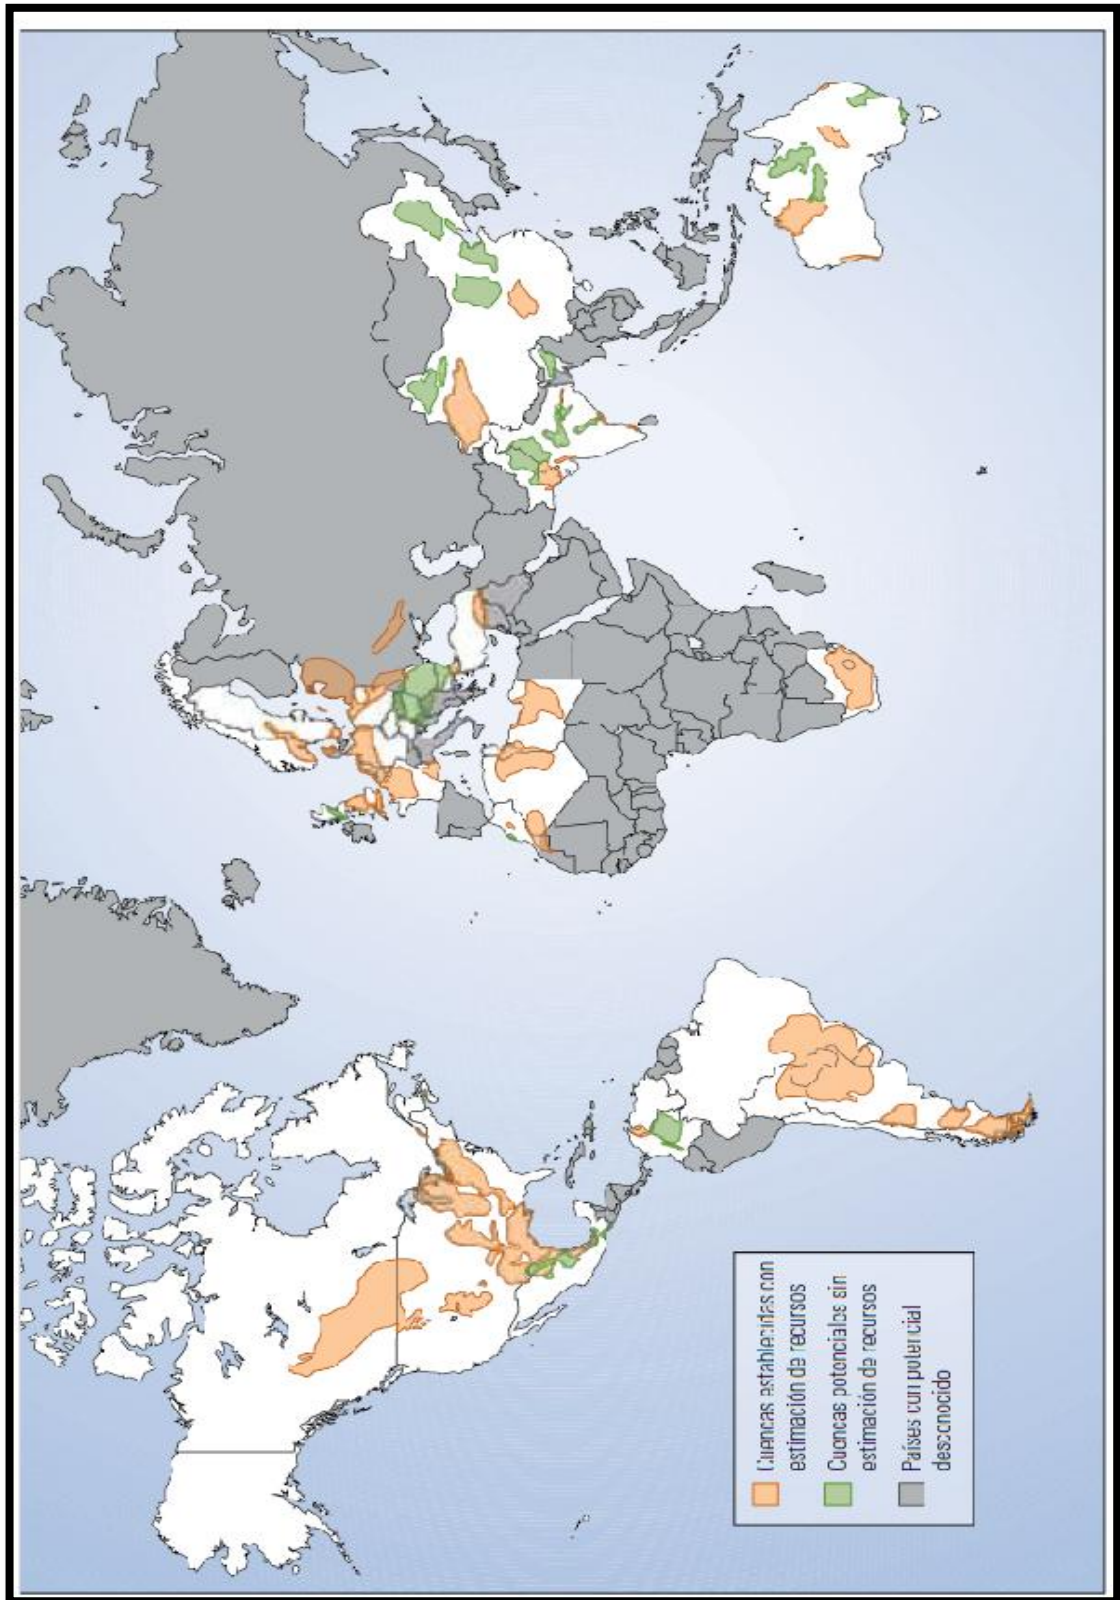 Cuencas establecidas con
estimación de recursos
Cuencas potenciales sin
estimación de recursos
Países con potencial
desconocido